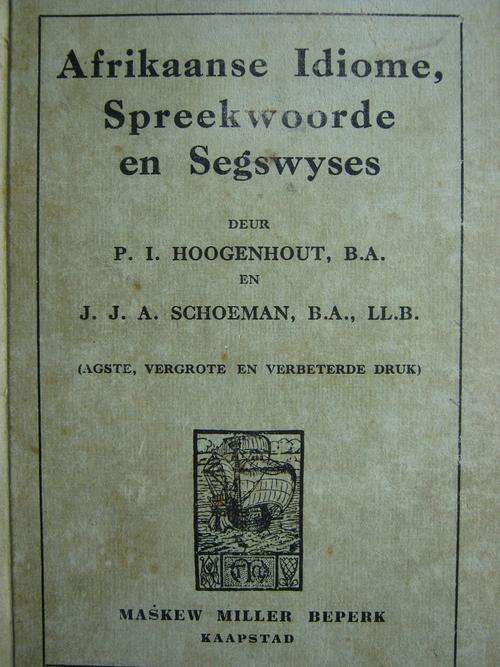 Afrikaanse Idiome,
Spreekwoorde
en Segswyses
DEUR
P. I. HOOGENHOUT, B.A.
EN
J. J. A. SCHOEMAN, B.A., LL.B.
(AGSTE, VERGROTE EN VERBETERDE DRUK)
MASKEW MILLER BEPERK
KAAPSTAD